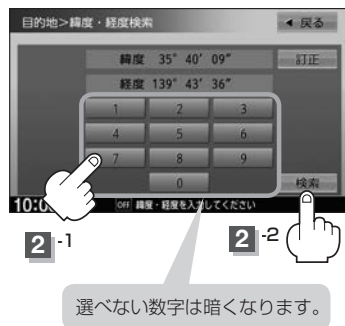 目的地>緯度・経度検索
戻る
緯度 35° 40′ 09″
訂正
経度 139° 43′ 36″
1 2 3
4 5 6
7 8 9
0
検索
10:0
OFF 緯度・経度を入力してください
2 -1
2 -2
選べない数字は暗くなります。